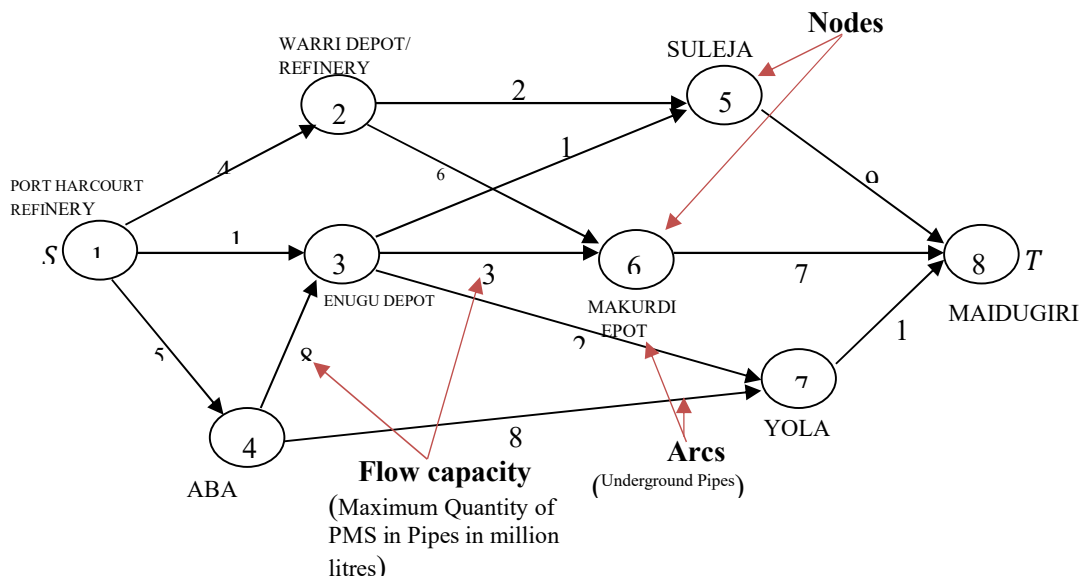 Nodes
WARRI DEPOT/
REFINERY
SULEJA
2
5
2
1
4
6
PORT HARCOURT
REFINERY
9
S
1
1
3
3
6
7
8
T
ENUGU DEPOT
MAKURDI
EPOT
MAIDUGIRI
5
8
2
1
7
4
8
YOLA
ABA
Flow capacity
(Maximum Quantity of
PMS in Pipes in million
litres)
Arcs
(Underground Pipes)